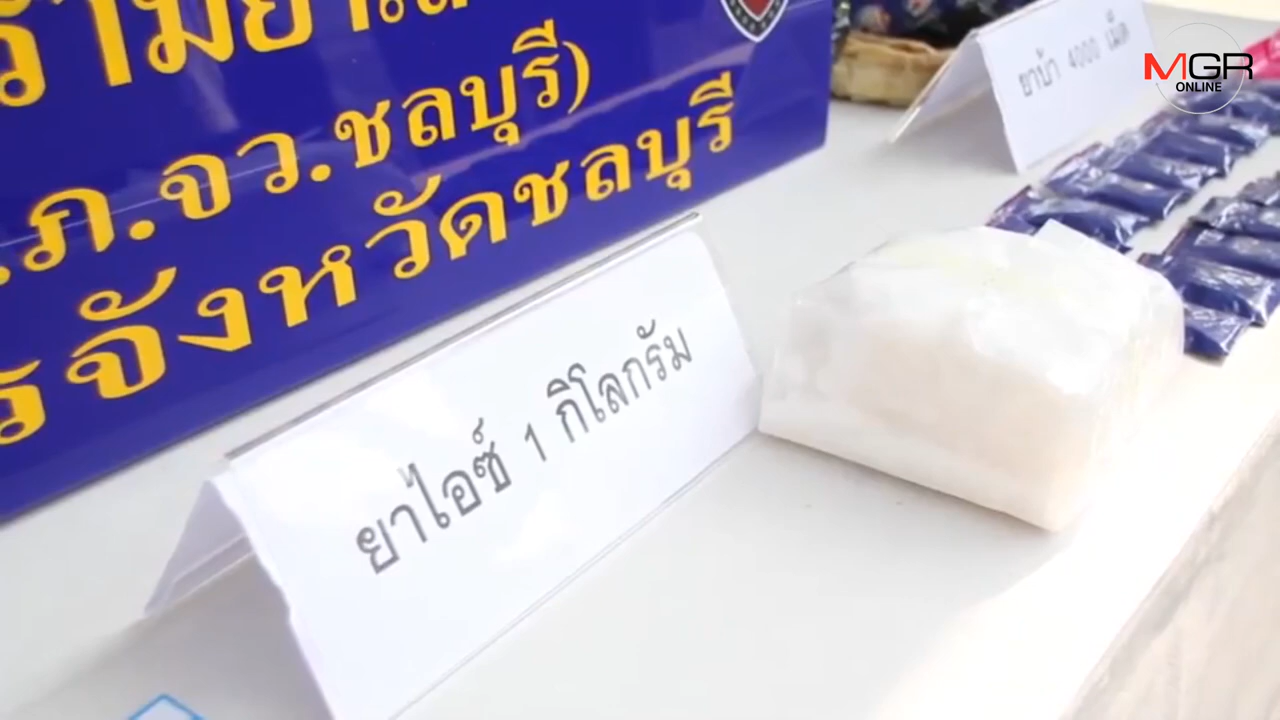 .ภ.จว.ชลบุรี)
จังหวัดชลบุรี
ยาบ้า 4000 เม็ด
MGR
ONLINE
ยาไอซ์ 1 กิโลกรัม